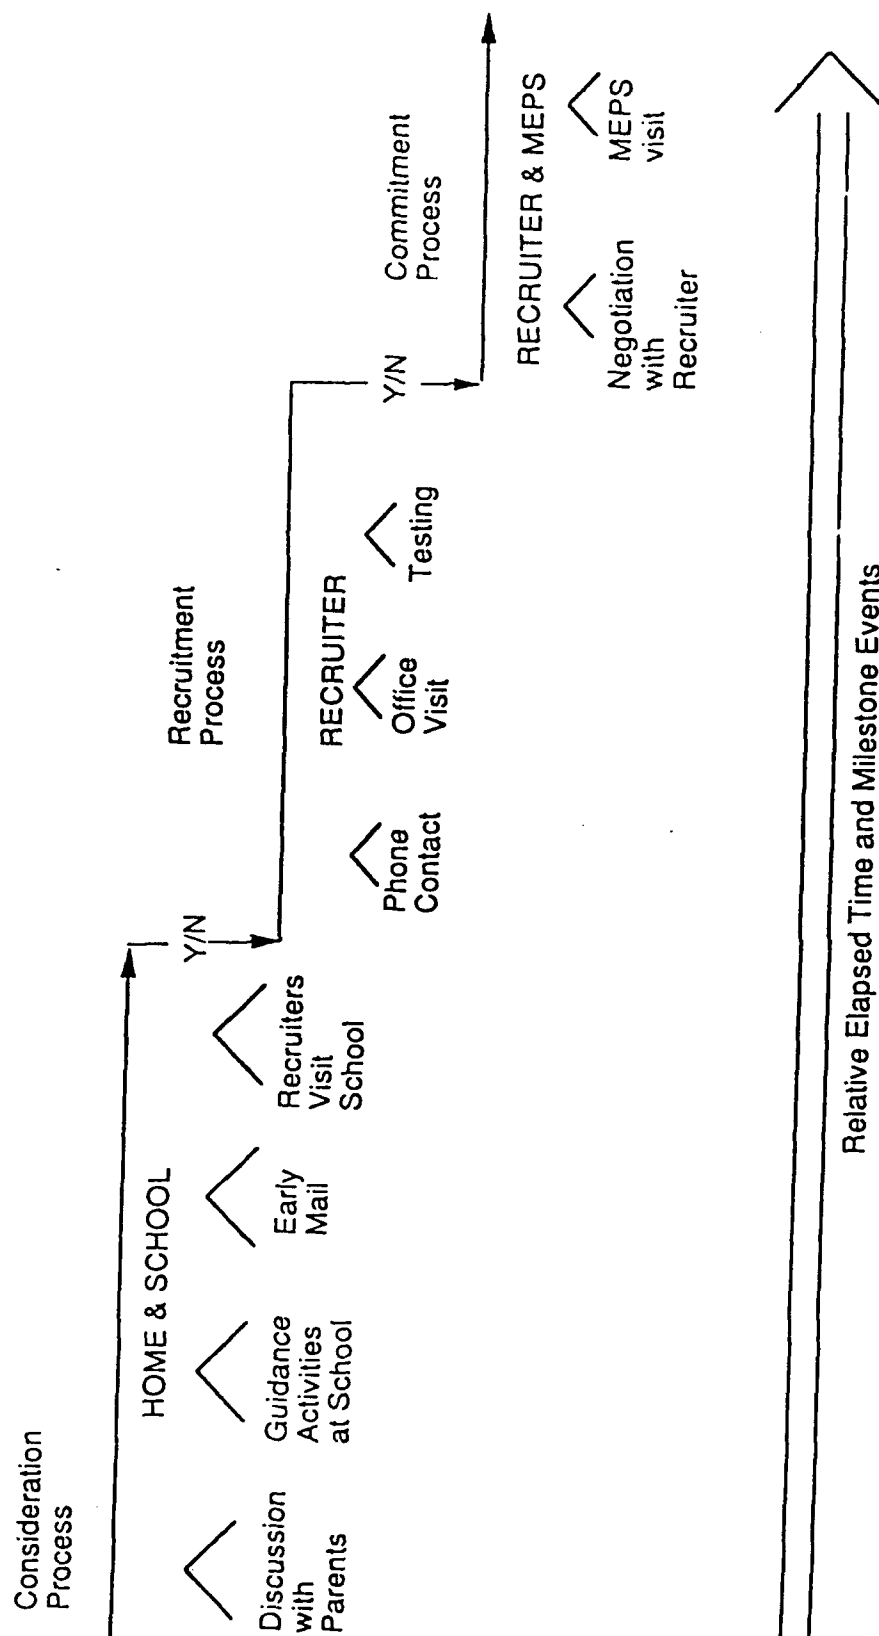 Consideration
Process
HOME & SCHOOL
Discussion
with
Parents
Guidance
Activities
at School
Early
Mail
Recruiters
Visit
School
Y/N
Recruitment
Process
RECRUITER
Phone
Contact
Office
Visit
Testing
Y/N
Commitment
Process
RECRUITER & MEPS
Negotiation
with
Recruiter
MEPS
visit
Relative Elapsed Time and Milestone Events